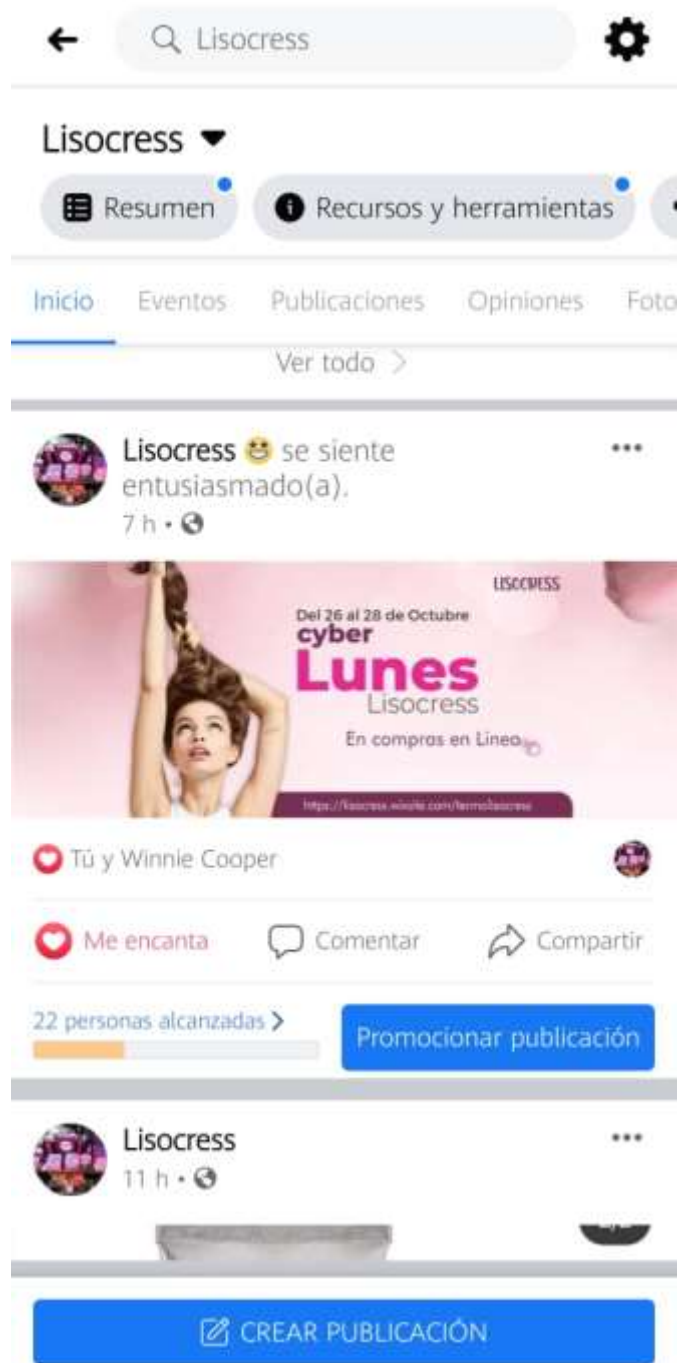 Lisocress
Lisocress
Resumen
Recursos y herramientas
Inicio Eventos Publicaciones Opiniones Foto
Ver todo
Lisocress 😀 se siente
entusiasmado(a).
7 h •
LISOCRESS
Del 26 al 28 de Octubre
cyber
Lunes
Lisocress
En compras en Linea
Tú y Winnie Cooper
Me encanta Comentar Compartir
22 personas alcanzadas
Promocionar publicación
Lisocress
11 h •
CREAR PUBLICACIÓN